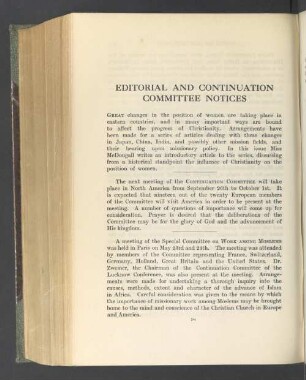 EDITORIAL AND CONTINUATION
COMMITTEE NOTICES
GREAT changes in the position of women are taking place in
eastern countries, and in many important ways are bound
to affect the progress of Christianity. Arrangements have
been made for a series of articles dealing with these changes
in Japan, China, India, and possibly other mission fields, and
their bearing upon missionary policy. In this issue Miss
McDougall writes an introductory article to the series, discussing
from a historical standpoint the influence of Christianity on the
position of women.
The next meeting of the CONTINUATION COMMITTEE will take
place in North America from September 26th to October 1st. It
is expected that nineteen, out of the twenty European members
of the Committee will visit America in order to be present at the
meeting. A number of questions of importance will come up for
consideration. Prayer is desired that the deliberations of the
Committee may be for the glory of God and the advancement of
His kingdom.
A meeting of the Special Committee on WORK AMONG MOSLEMS
was held in Paris on May 23rd and 24th. The meeting was attended
by members of the Committee representing France, Switzerland,
Germany, Holland, Great Britain and the United States. Dr.
Zwemer, the Chairman of the Continuation Committee of the
Lucknow Conference, was also present at the meeting. Arrange-
ments were made for undertaking a thorough inquiry into the
causes, methods, extent and character of the advance of Islam
in Africa. Careful consideration was given to the means by which
the importance of missionary work among Moslems may be brought
home to the mind and conscience of the Christian Church in Europe
and America.